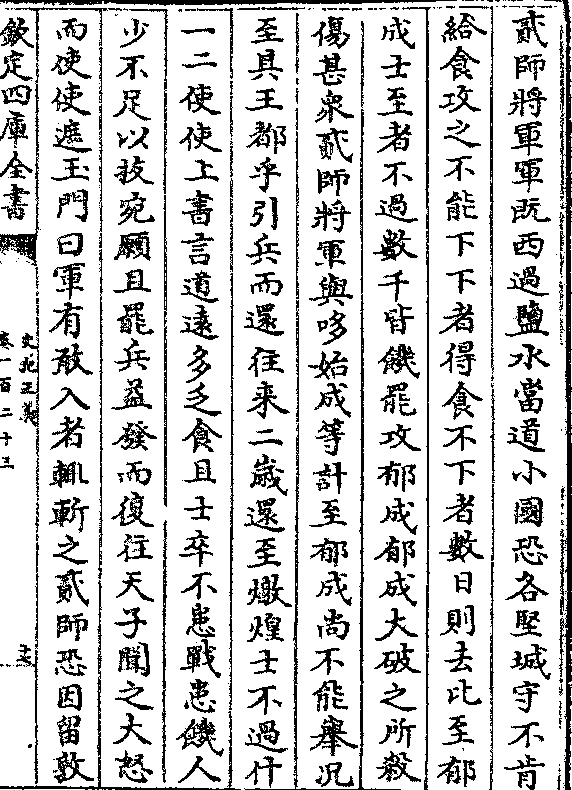 貳師將軍軍既西過鹽水當道小國恐各堅城守不肯
給食攻之不能下下者得食不下者數日則去比至郁
成士至者不過數千皆饑罷攻郁成郁成大破之所殺
傷甚衆貳師將軍與哆始成等計至郁成尚不能舉况
至其王都乎引兵而還往來二歲還至燉煌士不過什
一二使使上書言道遠多乏食且士卒不患戰患饑人
少不足以拔宛願且罷兵益發而復往天子聞之大怒
而使使遮玉門曰軍有敢入者輒斬之貳師恐因留敦
欽定四庫全書
史記正義
卷一百二十三